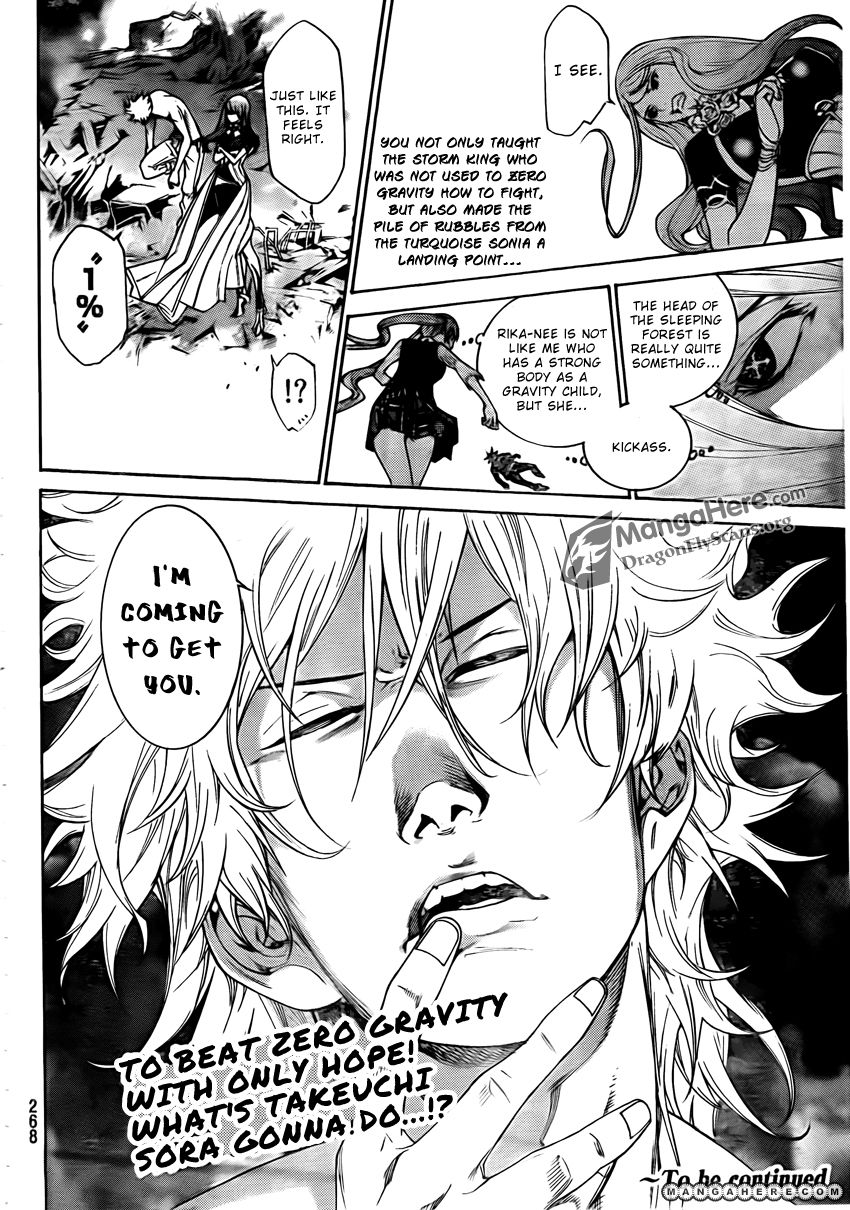 I SEE.
YOU NOT ONLY TAUGHT
THE STORM KING WHO
WAS NOT USED TO ZERO
GRAVITY HOW TO FIGHT,
BUT ALSO MADE THE
PILE OF RUBBLES FROM
THE TURQUOISE SONIA A
LANDING POINT...
JUST LIKE
THIS. IT
FEELS
RIGHT.
"1%"
!?
THE HEAD OF
THE SLEEPING
FOREST IS
REALLY QUITE
SOMETHING...
RIKA-NEE IS NOT
LIKE ME WHO
HAS A STRONG
BODY AS A
GRAVITY CHILD,
BUT SHE...
KICKASS.
MangaHere.com
DragonFlyScans.org
I'M
COMING
TO GET
YOU.
TO BEAT ZERO GRAVITY
WITH ONLY HOPE!
WHAT'S TAKEUCHI
SORA GONNA DO...!?
268
~To be continued
MANGAHERE.COM